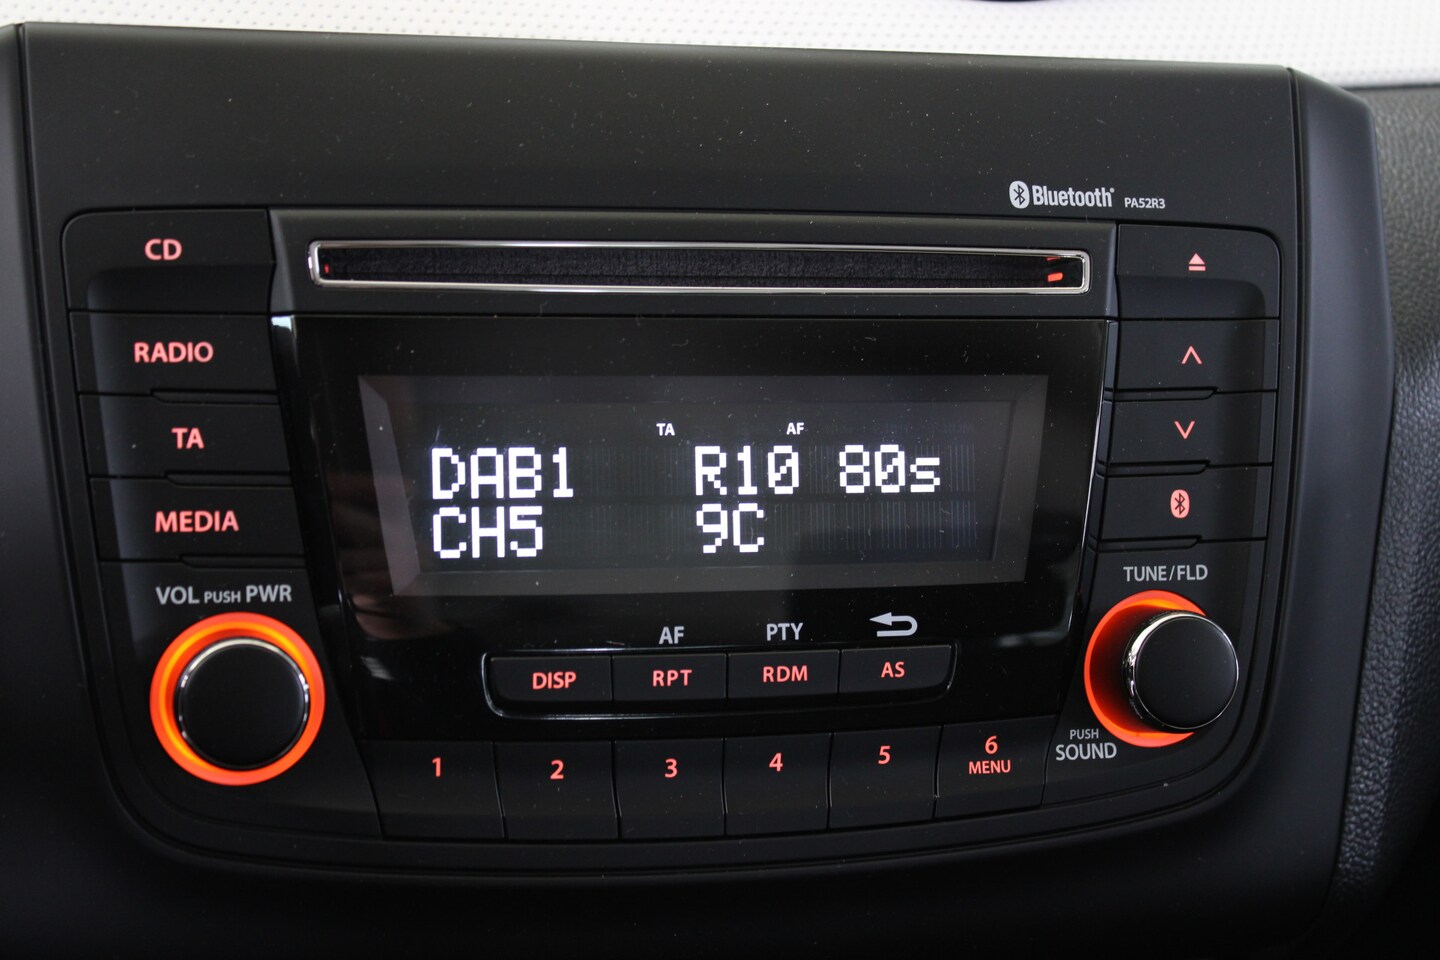 Bluetooth® PA52R3
CD
RADIO
TA
MEDIA
TA AF
DAB1 R10 80s
CH5 9C
VOL PUSH PWR
TUNE/FLD
AF PTY
DISP RPT RDM AS
PUSH
SOUND
1 2 3 4 5 6
MENU